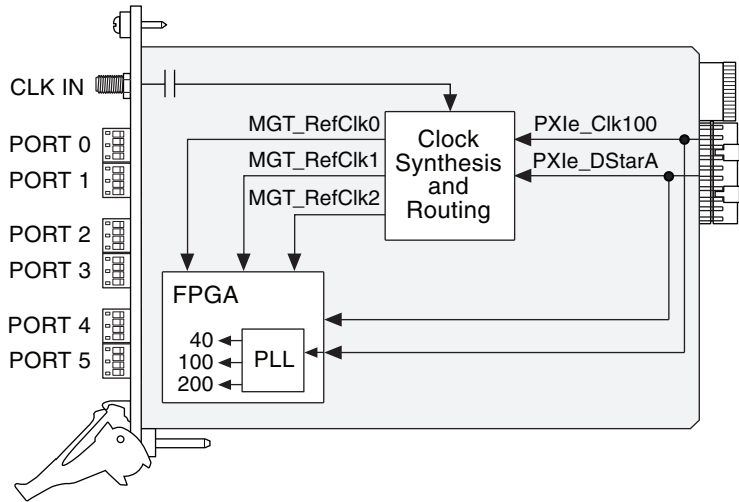 CLK IN
PORT 0
PORT 1
PORT 2
PORT 3
PORT 4
PORT 5
MGT_RefClk0
MGT_RefClk1
MGT_RefClk2
Clock
Synthesis
and
Routing
PXIe_Clk100
PXIe_DStarA
FPGA
40
100
200
PLL